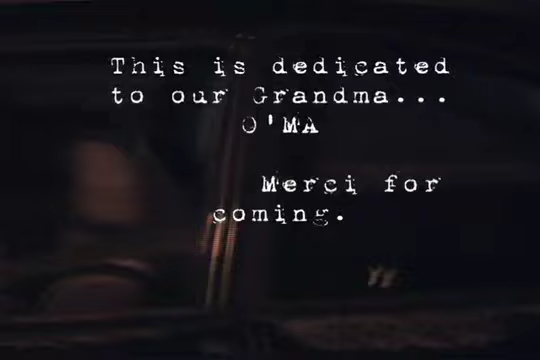 This is dedicated
to our Grandma...
O'MA
Merci for
coming.